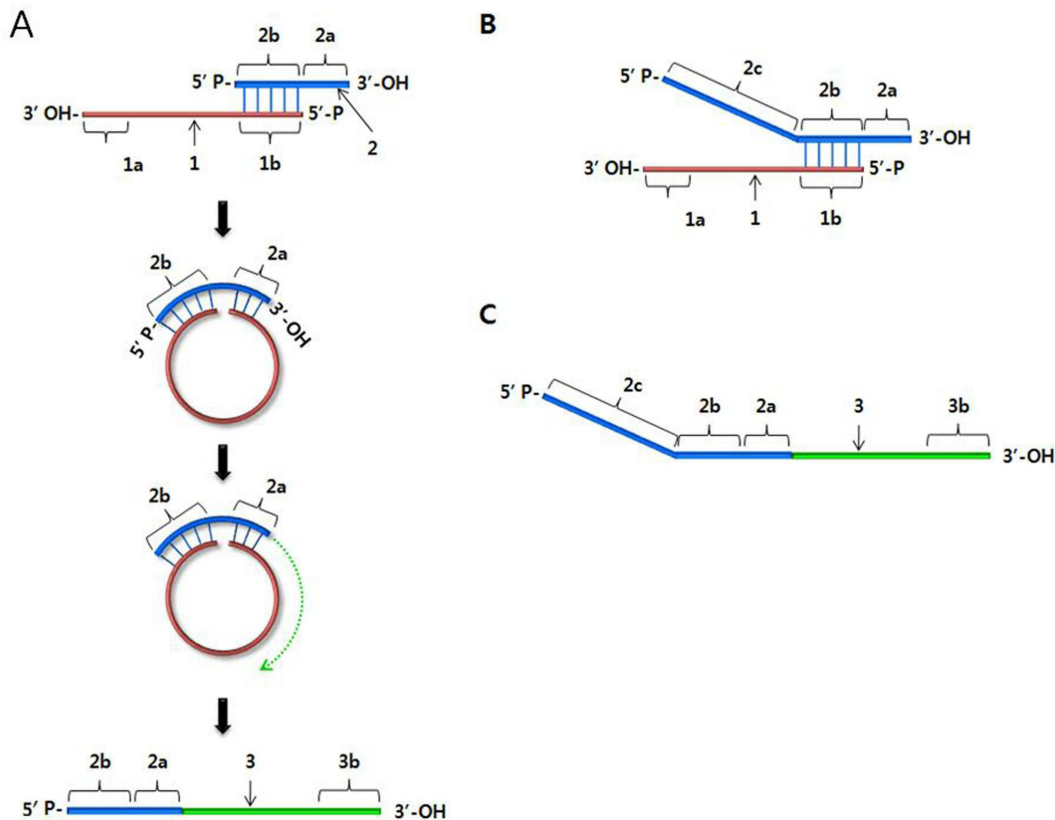 A
2b 2a
5′ P- 3′-OH
3′ OH- 5′-P
1a 1 1b 2
2b 2a
5′ P- 3′-OH
2b 2a
2b 2a 3 3b
5′ P- 3′-OH
B
5′ P- 2c
2b 2a
3′-OH
3′ OH- 5′-P
1a 1 1b
C
5′ P- 2c
2b 2a 3 3b
3′-OH